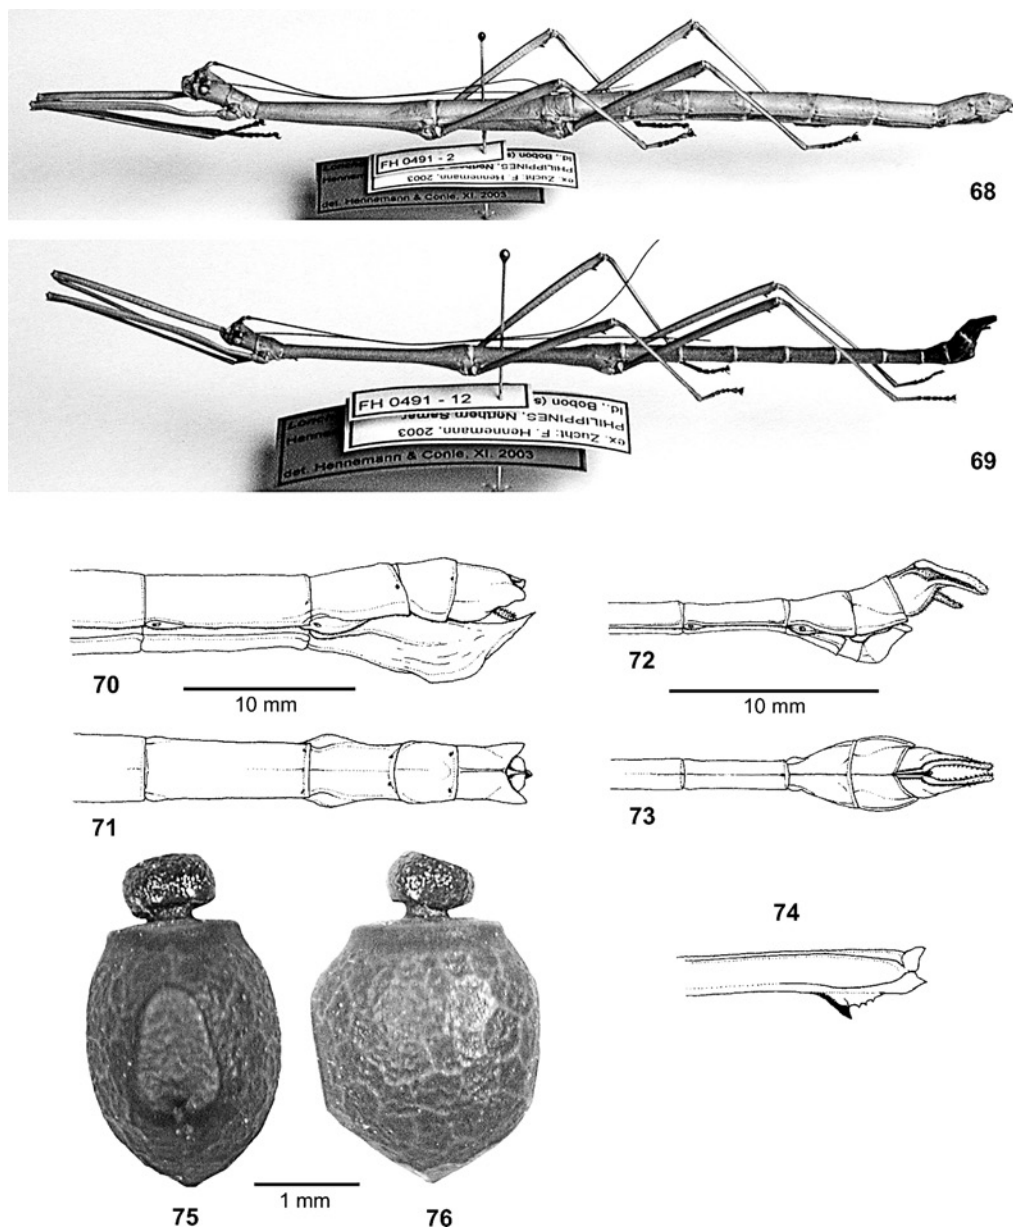 FH 0491 - 2
id., Bobon (s
PHILIPPINES, Northern
ex. Zucht: F. Hennemann, 2003
Hennem
det. Hennemann & Conle, XI. 2003
68
FH 0491 - 12
id., Bobon (s
PHILIPPINES, Northern Samar
ex. Zucht: F. Hennemann, 2003
Henne
det. Hennemann & Conle, XI. 2003
69
70
10 mm
72
10 mm
71
73
74
75
1 mm
76